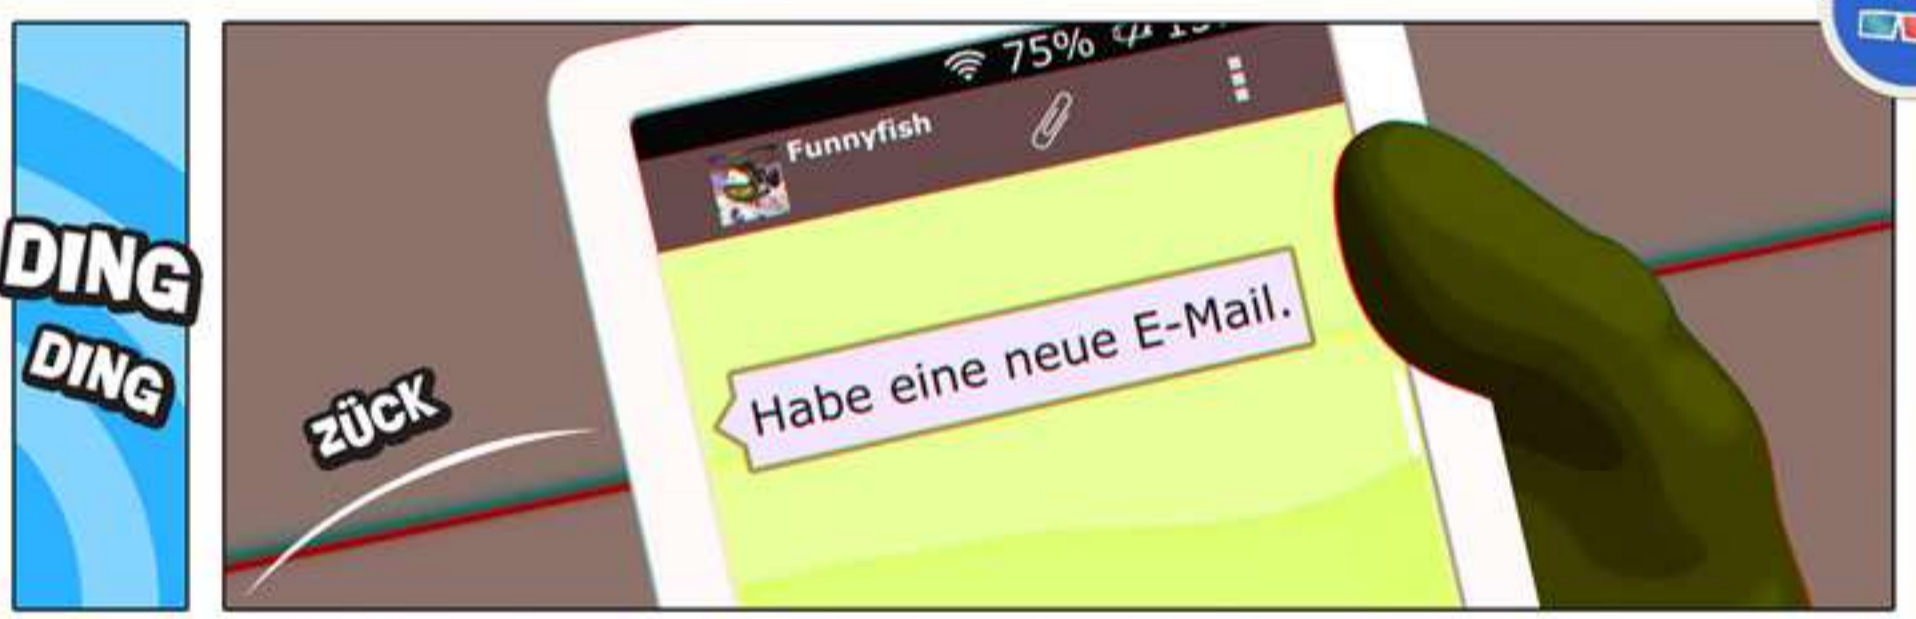 DING
DING
ZÜCK
75%
Funnyfish
Habe eine neue E-Mail.